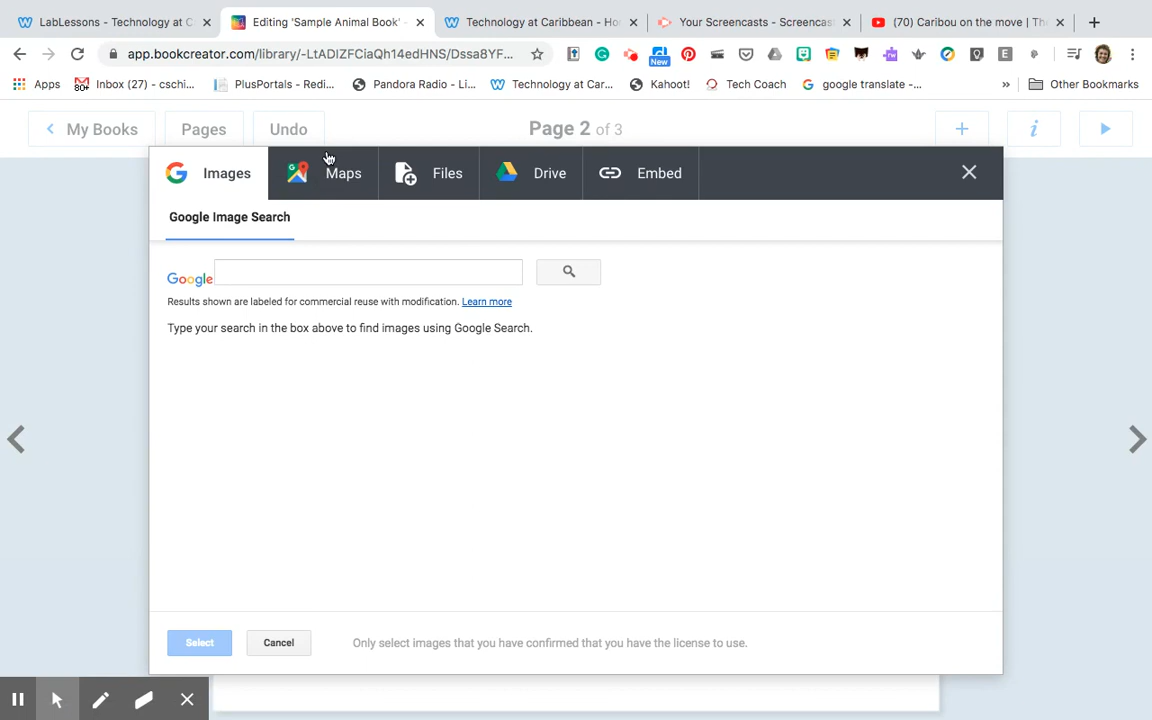 LabLessons - Technology at C
Editing 'Sample Animal Book' -
Technology at Caribbean - Ho
Your Screencasts - Screencas
(70) Caribou on the move | The
app.bookcreator.com/library/-LtADIZFCiaQh14edHNS/Dssa8YF...
New
Apps
80+
Inbox (27) - cschi...
PlusPortals - Redi...
Pandora Radio - Li...
Technology at Car...
Kahoot!
Tech Coach
google translate -...
»
Other Bookmarks
My Books
Pages
Undo
Page 2 of 3
Images
Maps
Files
Drive
Embed
Google Image Search
Google
Results shown are labeled for commercial reuse with modification. Learn more
Type your search in the box above to find images using Google Search.
Select
Cancel
Only select images that you have confirmed that you have the license to use.